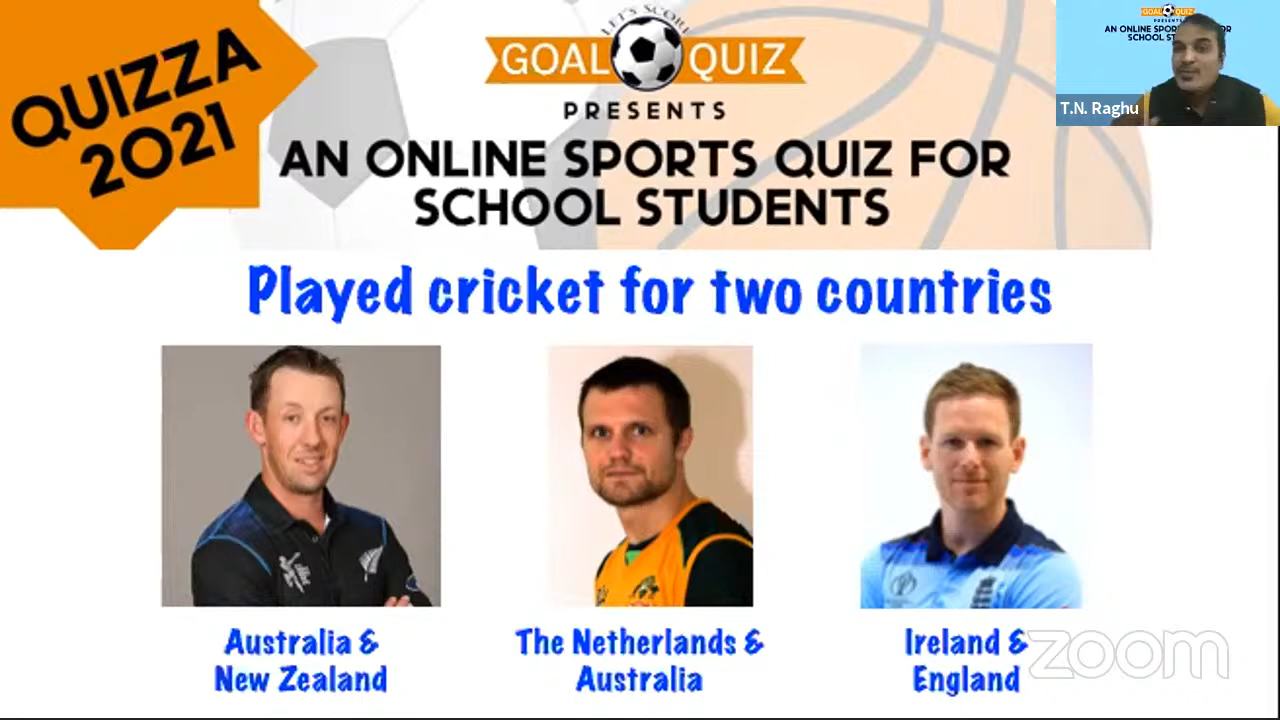 QUIZZA
2021
LET'S SCORE
GOAL QUIZ
PRESENTS
AN ONLINE SPORTS QUIZ FOR
SCHOOL STUDENTS
GOAL QUIZ
PRESENTS
T.N. Raghu
Played cricket for two countries
Australia &
New Zealand
The Netherlands &
Australia
Ireland &
England
zoom